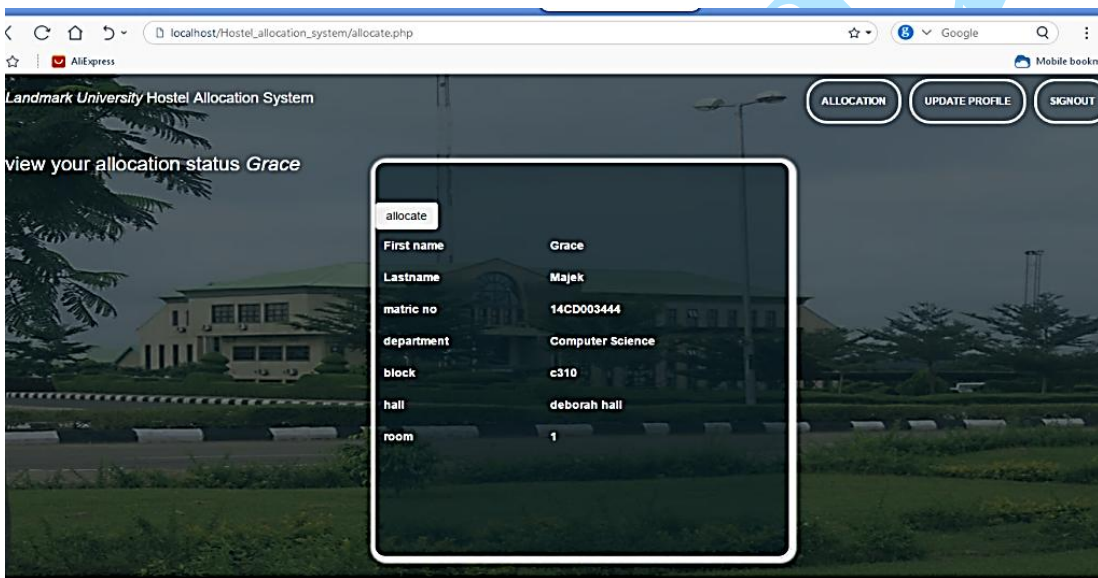 localhost/Hostel_allocation_system/allocate.php
Google
AliExpress
Mobile bookm
Landmark University Hostel Allocation System
ALLOCATION
UPDATE PROFILE
SIGNOUT
view your allocation status Grace
allocate
First name Grace
Lastname Majek
matric no 14CD003444
department Computer Science
block c310
hall deborah hall
room 1